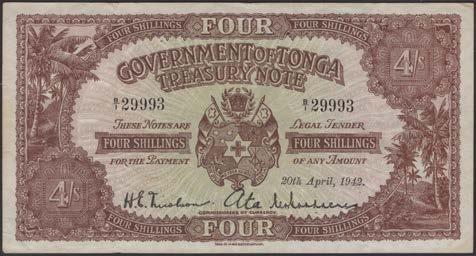 FOUR SHILLINGS FOUR FOUR SHILLINGS
4/s
GOVERNMENT OF TONGA
TREASURY NOTE
B/1 29993 B/1 29993
THESE NOTES ARE LEGAL TENDER
FOUR SHILLINGS FOUR SHILLINGS
FOR THE PAYMENT OF ANY AMOUNT
20th April, 1942.
4/s
Ata
COMMISSIONERS OF CURRENCY.
FOUR SHILLINGS FOUR FOUR SHILLINGS